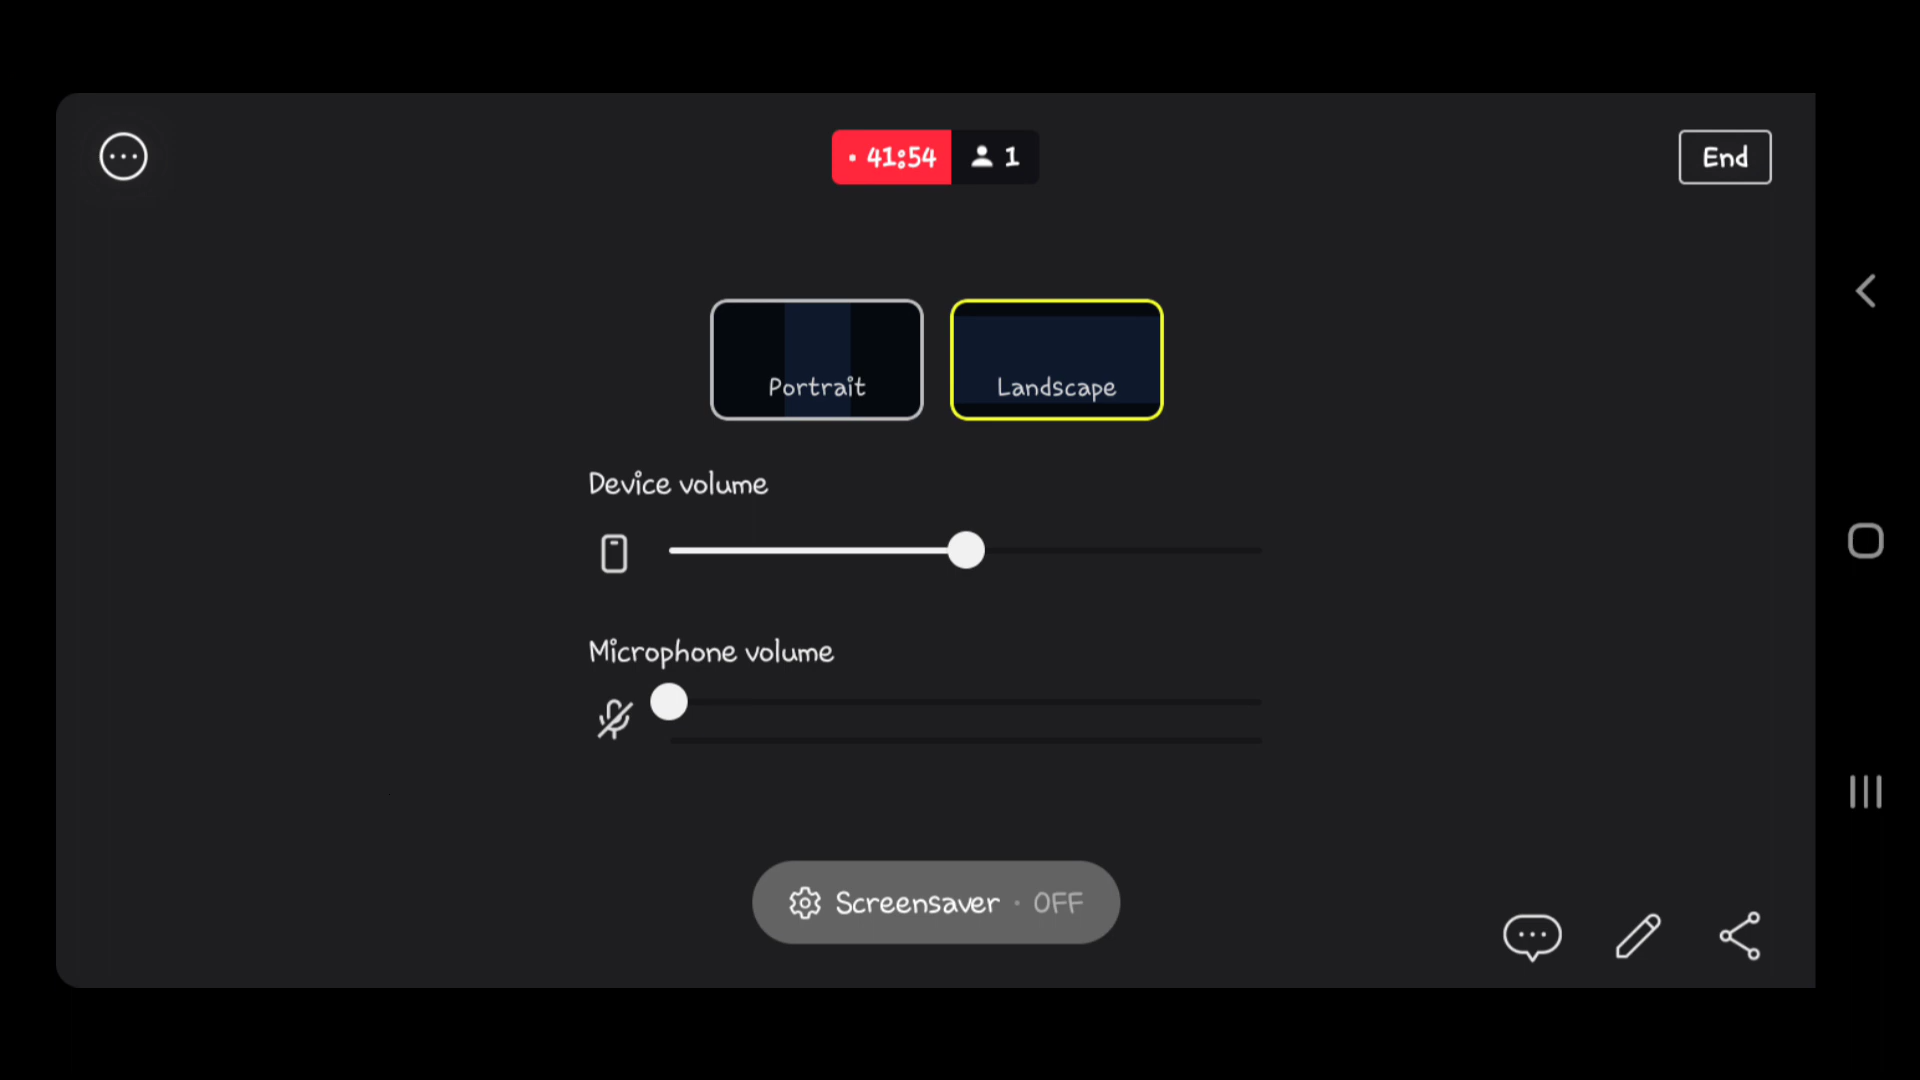 • 41:54 1
End
Portrait
Landscape
Device volume
Microphone volume
Screensaver • OFF